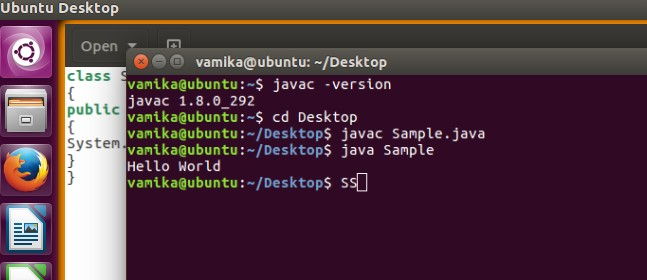 Ubuntu Desktop
Open
vamika@ubuntu: ~/Desktop
class S
{
public
{
System.
}
}
vamika@ubuntu:~$ javac -version
javac 1.8.0_292
vamika@ubuntu:~$ cd Desktop
vamika@ubuntu:~/Desktop$ javac Sample.java
vamika@ubuntu:~/Desktop$ java Sample
Hello World
vamika@ubuntu:~/Desktop$ SS